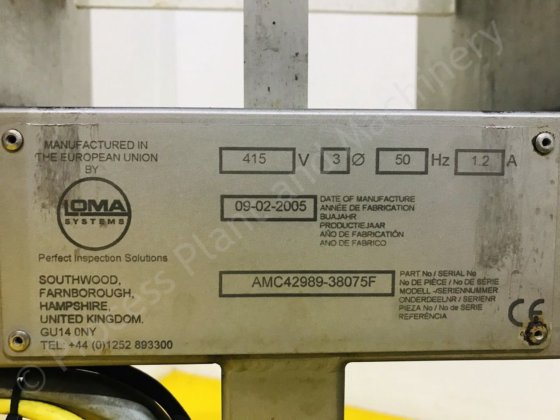 MANUFACTURED IN
THE EUROPEAN UNION
BY
LOMA
SYSTEMS
Perfect Inspection Solutions
SOUTHWOOD,
FARNBOROUGH,
HAMPSHIRE,
UNITED KINGDOM.
GU14 0NY
TEL: +44 (0)1252 893300
415 V 3 Ø 50 Hz 1.2 A
09-02-2005
DATE OF MANUFACTURE
ANNÉE DE FABRICATION
BUAJAHR
PRODUCTIEJAAR
AÑO DE FABRICATIÓN
ANO DE FABRICO
AMC42989-38075F
PART No / SERIAL No
No DE PIÈCE / No DE SÉRIE
MODELL -/SERIENNUMMER
ONDERDEELNR / SERIENR
PIEZA No / No de SERIE
REFERÊNCIA
CE